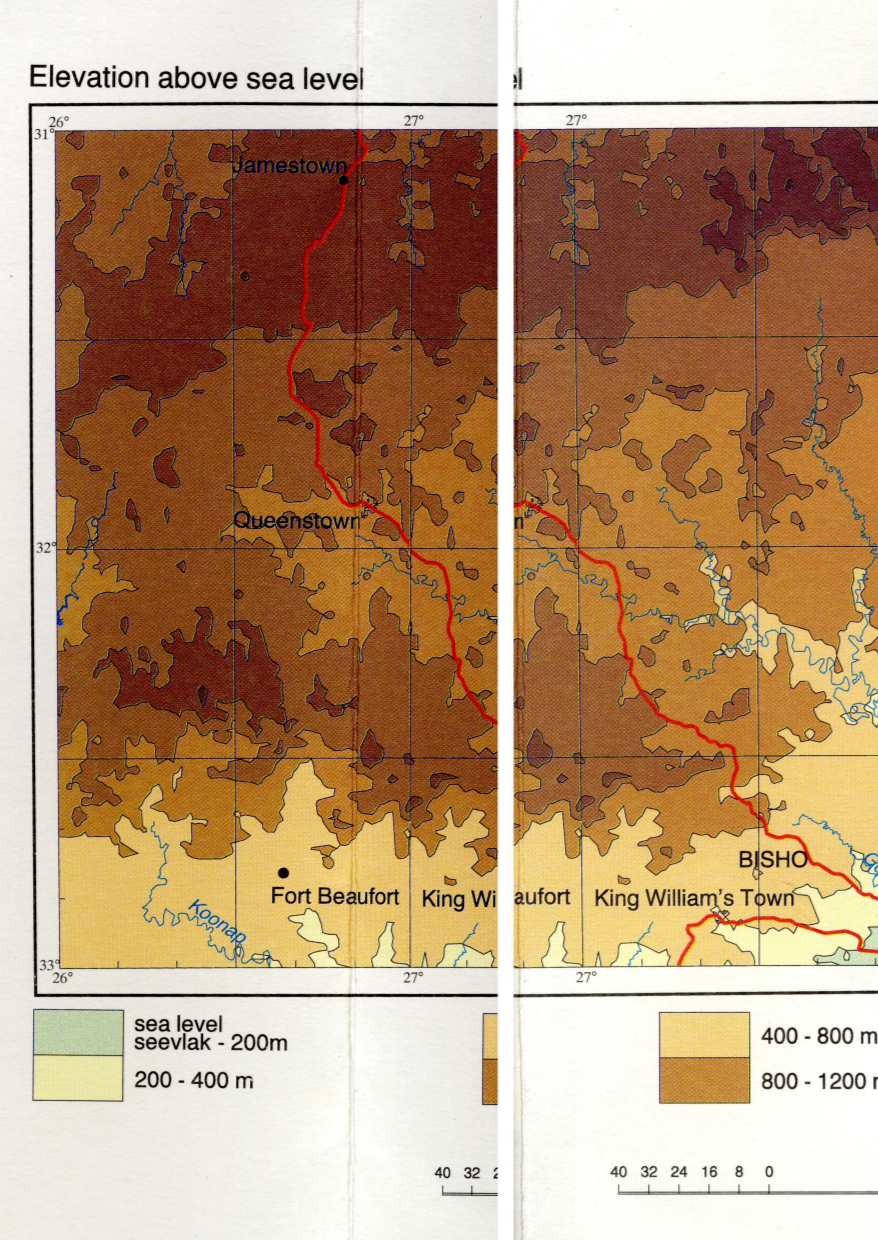 Elevation above sea level
el
26°
27°
27°
31°
Jamestown
Queenstown
n
32°
BISHO
Fort Beaufort
King Wi
aufort
King William's Town
Koonap
G
33°
26°
27°
27°
sea level
seevlak - 200m
200 - 400 m
400 - 800 m
800 - 1200
40 32 2
40 32 24 16 8 0